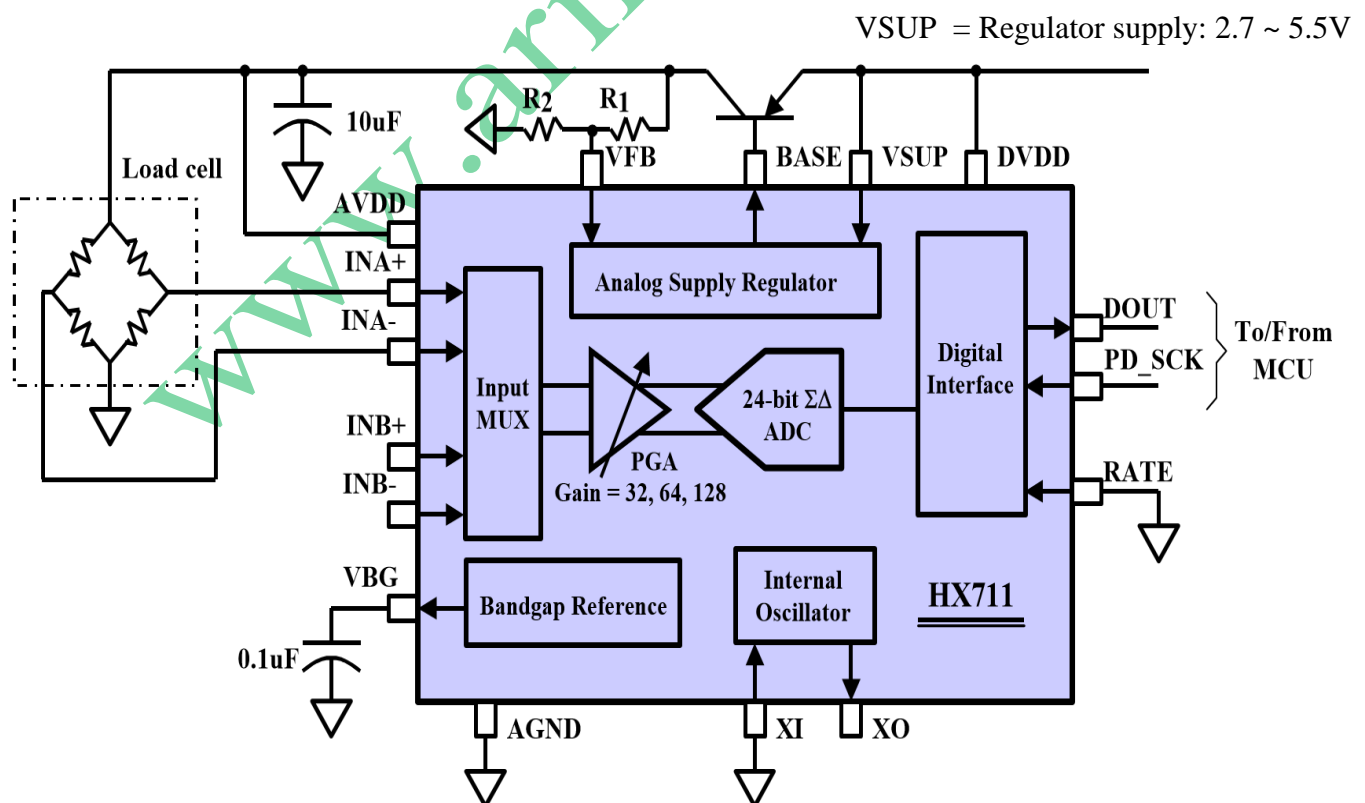 VSUP = Regulator supply: 2.7 ~ 5.5V
R2
R1
10uF
VFB
BASE
VSUP
DVDD
Load cell
AVDD
INA+
INA-
Analog Supply Regulator
DOUT
PD_SCK
To/From
MCU
Digital
Interface
Input
MUX
24-bit ΣΔ
ADC
INB+
INB-
PGA
Gain = 32, 64, 128
RATE
VBG
Bandgap Reference
Internal
Oscillator
HX711
0.1uF
AGND
XI
XO